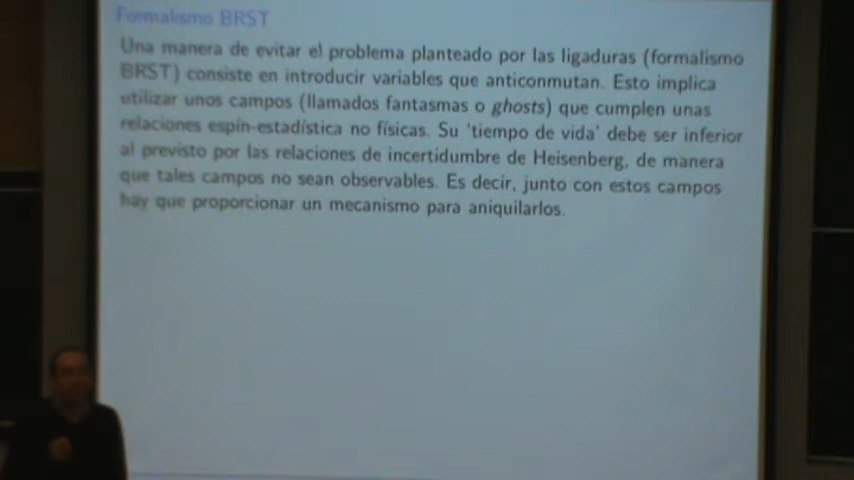 Formalismo BRST
Una manera de evitar el problema planteado por las ligaduras (formalismo
BRST) consiste en introducir variables que anticonmutan. Esto implica
utilizar unos campos (llamados fantasmas o ghosts) que cumplen unas
relaciones espín-estadística no físicas. Su 'tiempo de vida' debe ser inferior
al previsto por las relaciones de incertidumbre de Heisenberg, de manera
que tales campos no sean observables. Es decir, junto con estos campos
hay que proporcionar un mecanismo para aniquilarlos.